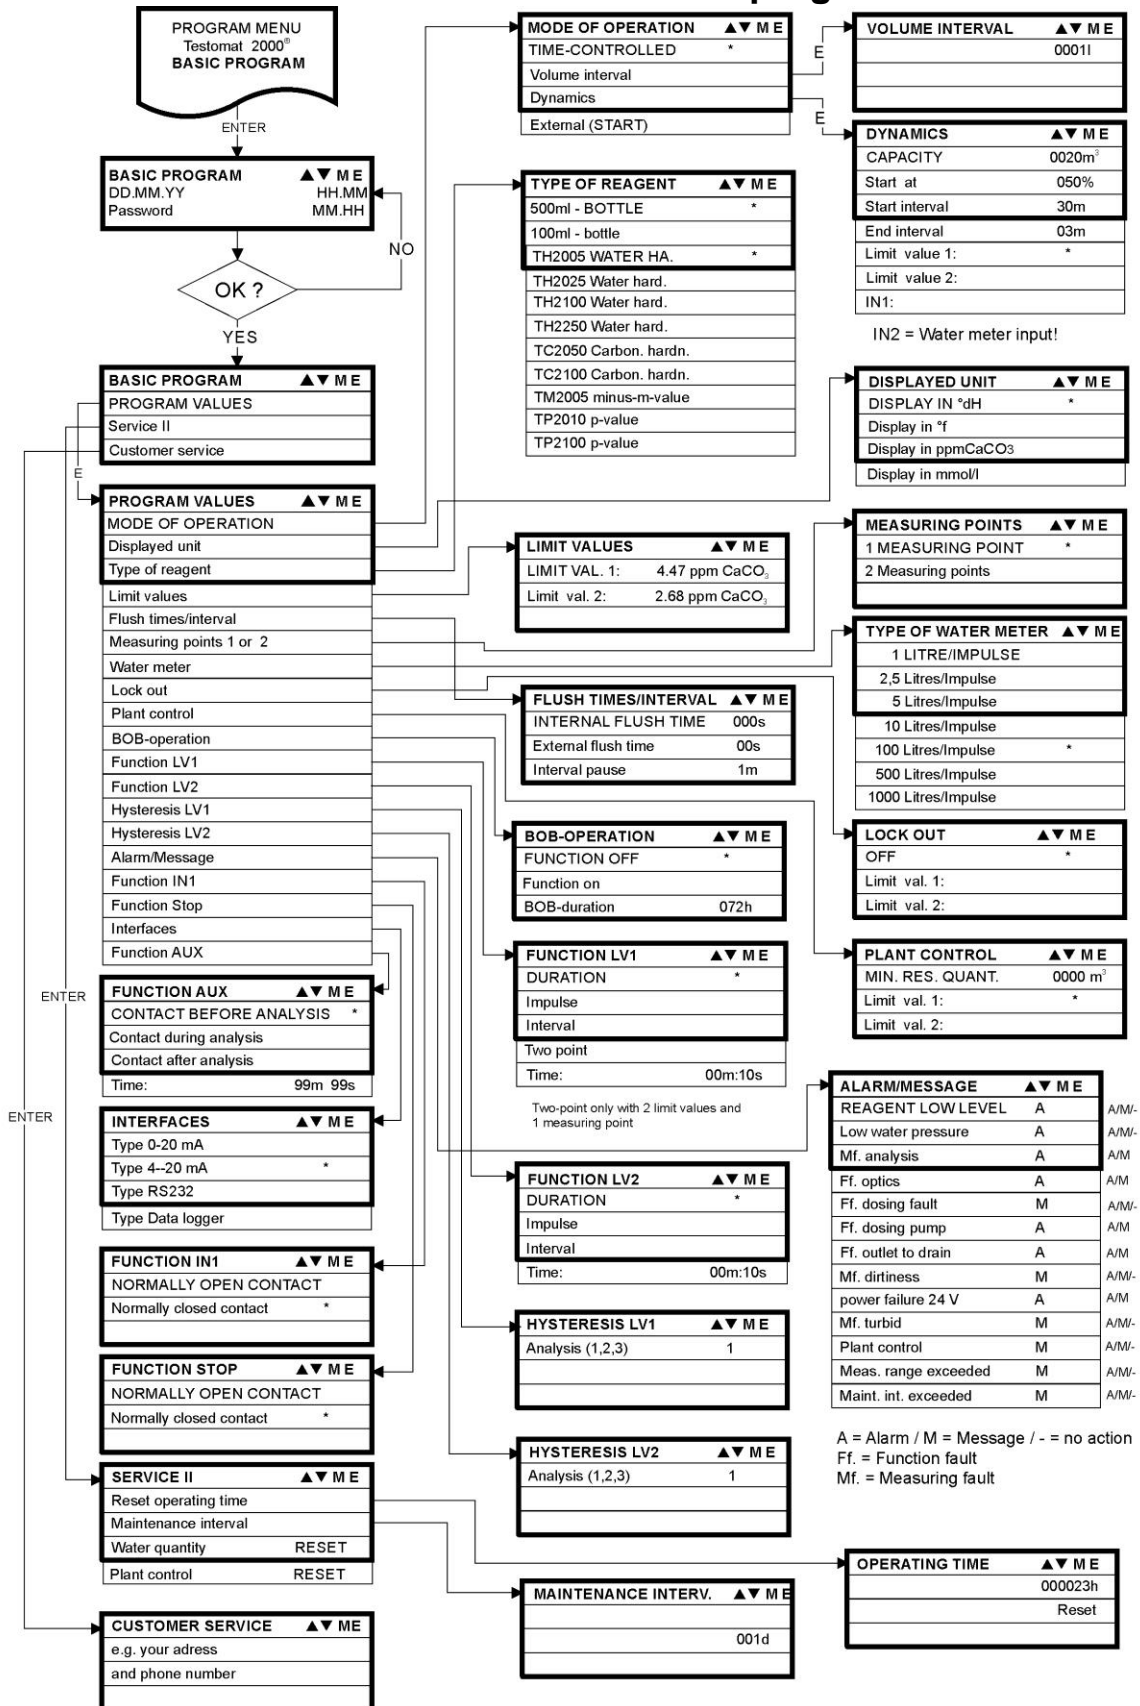 PROGRAM MENU
Testomat 2000®
BASIC PROGRAM
ENTER
BASIC PROGRAM ▲▼ M E
DD.MM.YY HH.MM
Password MM.HH
NO
OK ?
YES
BASIC PROGRAM ▲▼ M E
PROGRAM VALUES
Service II
Customer service
E
PROGRAM VALUES ▲▼ M E
MODE OF OPERATION
Displayed unit
Type of reagent
Limit values
Flush times/interval
Measuring points 1 or 2
Water meter
Lock out
Plant control
BOB-operation
Function LV1
Function LV2
Hysteresis LV1
Hysteresis LV2
Alarm/Message
Function IN1
Function Stop
Interfaces
Function AUX
ENTER
ENTER
FUNCTION AUX ▲▼ M E
CONTACT BEFORE ANALYSIS *
Contact during analysis
Contact after analysis
Time: 99m 99s
INTERFACES ▲▼ M E
Type 0-20 mA
Type 4--20 mA *
Type RS232
Type Data logger
FUNCTION IN1 ▲▼ M E
NORMALLY OPEN CONTACT
Normally closed contact *
FUNCTION STOP ▲▼ M E
NORMALLY OPEN CONTACT
Normally closed contact *
SERVICE II ▲▼ M E
Reset operating time
Maintenance interval
Water quantity RESET
Plant control RESET
CUSTOMER SERVICE ▲▼ ME
e.g. your adress
and phone number
MODE OF OPERATION ▲▼ M E
TIME-CONTROLLED *
Volume interval
Dynamics
External (START)
E
E
TYPE OF REAGENT ▲▼ M E
500ml - BOTTLE *
100ml - bottle
TH2005 WATER HA. *
TH2025 Water hard.
TH2100 Water hard.
TH2250 Water hard.
TC2050 Carbon. hardn.
TC2100 Carbon. hardn.
TM2005 minus-m-value
TP2010 p-value
TP2100 p-value
LIMIT VALUES ▲▼ M E
LIMIT VAL. 1: 4.47 ppm CaCO₃
Limit val. 2: 2.68 ppm CaCO₃
FLUSH TIMES/INTERVAL ▲▼ M E
INTERNAL FLUSH TIME 000s
External flush time 00s
Interval pause 1m
BOB-OPERATION ▲▼ M E
FUNCTION OFF *
Function on
BOB-duration 072h
FUNCTION LV1 ▲▼ M E
DURATION *
Impulse
Interval
Two point
Time: 00m:10s
Two-point only with 2 limit values and
1 measuring point
FUNCTION LV2 ▲▼ M E
DURATION *
Impulse
Interval
Time: 00m:10s
HYSTERESIS LV1 ▲▼ M E
Analysis (1,2,3) 1
HYSTERESIS LV2 ▲▼ M E
Analysis (1,2,3) 1
MAINTENANCE INTERV. ▲▼ M E
001d
VOLUME INTERVAL ▲▼ M E
0001l
DYNAMICS ▲▼ M E
CAPACITY 0020m³
Start at 050%
Start interval 30m
End interval 03m
Limit value 1: *
Limit value 2:
IN1:
IN2 = Water meter input!
DISPLAYED UNIT ▲▼ M E
DISPLAY IN °dH *
Display in °f
Display in ppmCaCO3
Display in mmol/l
MEASURING POINTS ▲▼ M E
1 MEASURING POINT *
2 Measuring points
TYPE OF WATER METER ▲▼ M E
1 LITRE/IMPULSE
2,5 Litres/Impulse
5 Litres/Impulse
10 Litres/Impulse
100 Litres/Impulse *
500 Litres/Impulse
1000 Litres/Impulse
LOCK OUT ▲▼ M E
OFF *
Limit val. 1:
Limit val. 2:
PLANT CONTROL ▲▼ M E
MIN. RES. QUANT. 0000 m³
Limit val. 1: *
Limit val. 2:
ALARM/MESSAGE ▲▼ M E
REAGENT LOW LEVEL A A/M/-
Low water pressure A A/M/-
Mf. analysis A A/M
Ff. optics A A/M
Ff. dosing fault M A/M/-
Ff. dosing pump A A/M
Ff. outlet to drain A A/M
Mf. dirtiness M A/M/-
power failure 24 V A A/M
Mf. turbid M A/M/-
Plant control M A/M/-
Meas. range exceeded M A/M/-
Maint. int. exceeded M A/M/-
A = Alarm / M = Message / - = no action
Ff. = Function fault
Mf. = Measuring fault
OPERATING TIME ▲▼ M E
000023h
Reset